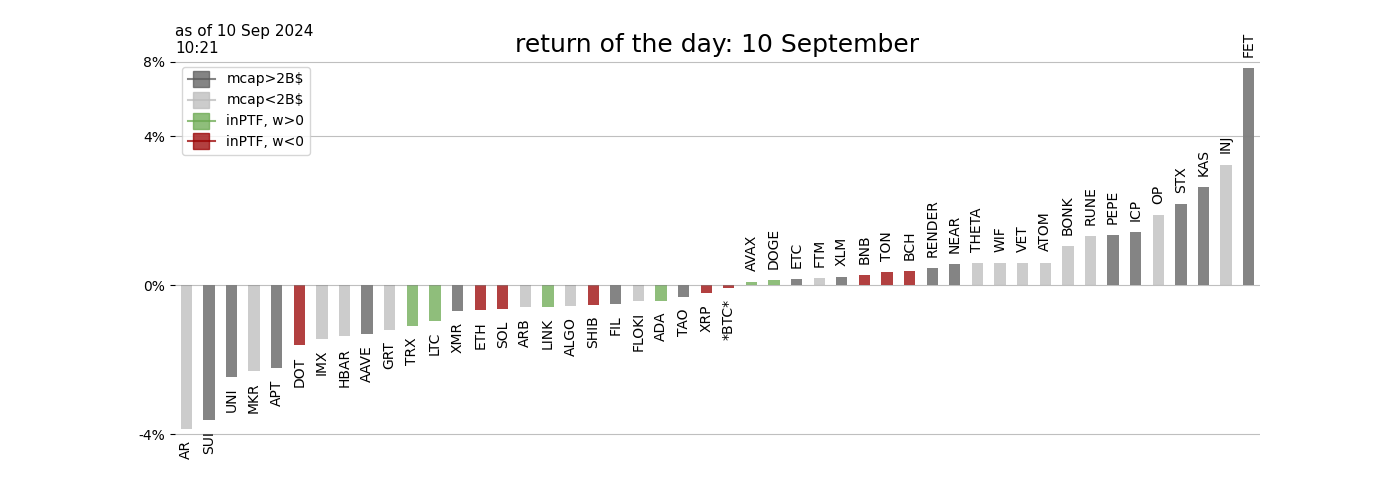 as of 10 Sep 2024
10:21
return of the day: 10 September
8%
4%
0%
-4%
mcap>2B$
mcap<2B$
inPTF, w>0
inPTF, w<0
AR
SUI
UNI
MKR
APT
DOT
IMX
HBAR
AAVE
GRT
TRX
LTC
XMR
ETH
SOL
ARB
LINK
ALGO
SHIB
FIL
FLOKI
ADA
TAO
XRP
*BTC*
AVAX
DOGE
ETC
FTM
XLM
BNB
TON
BCH
RENDER
NEAR
THETA
WIF
VET
ATOM
BONK
RUNE
PEPE
ICP
OP
STX
KAS
INJ
FET